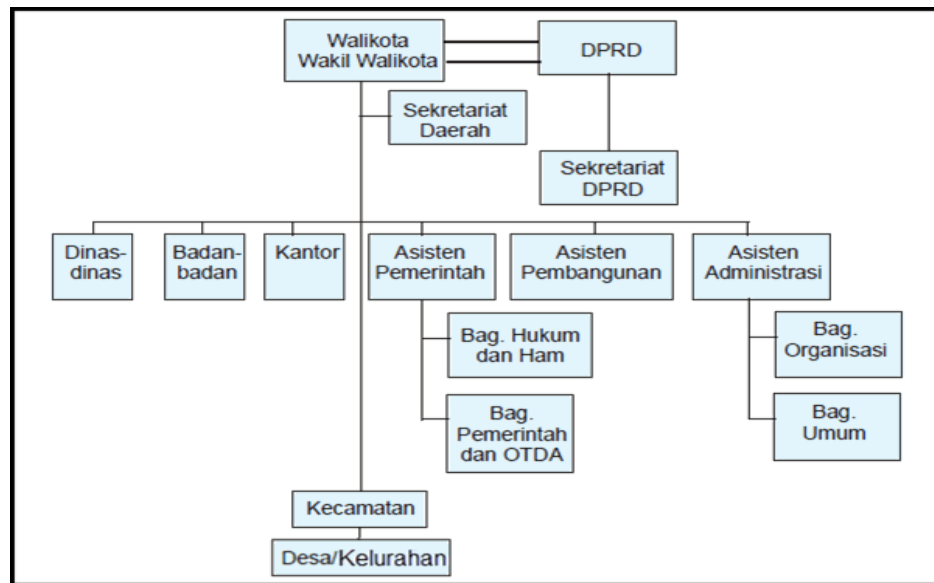 Walikota
Wakil Walikota
DPRD
Sekretariat
Daerah
Sekretariat
DPRD
Dinas-
dinas
Badan-
badan
Kantor
Asisten
Pemerintah
Asisten
Pembangunan
Asisten
Administrasi
Bag. Hukum
dan Ham
Bag.
Organisasi
Bag.
Pemerintah
dan OTDA
Bag.
Umum
Kecamatan
Desa/Kelurahan